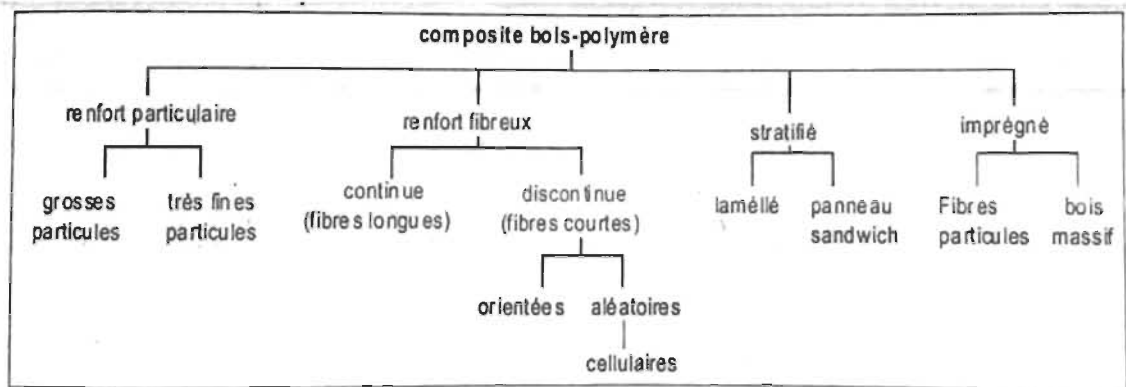 composite bois-polymère
renfort particulaire
renfort fibreux
stratifié
imprégné
grosses
particules
très fines
particules
continue
(fibres longues)
discontinue
(fibres courtes)
laméllé
panneau
sandwich
Fibres
particules
bois
massif
orientées
aléatoires
cellulaires